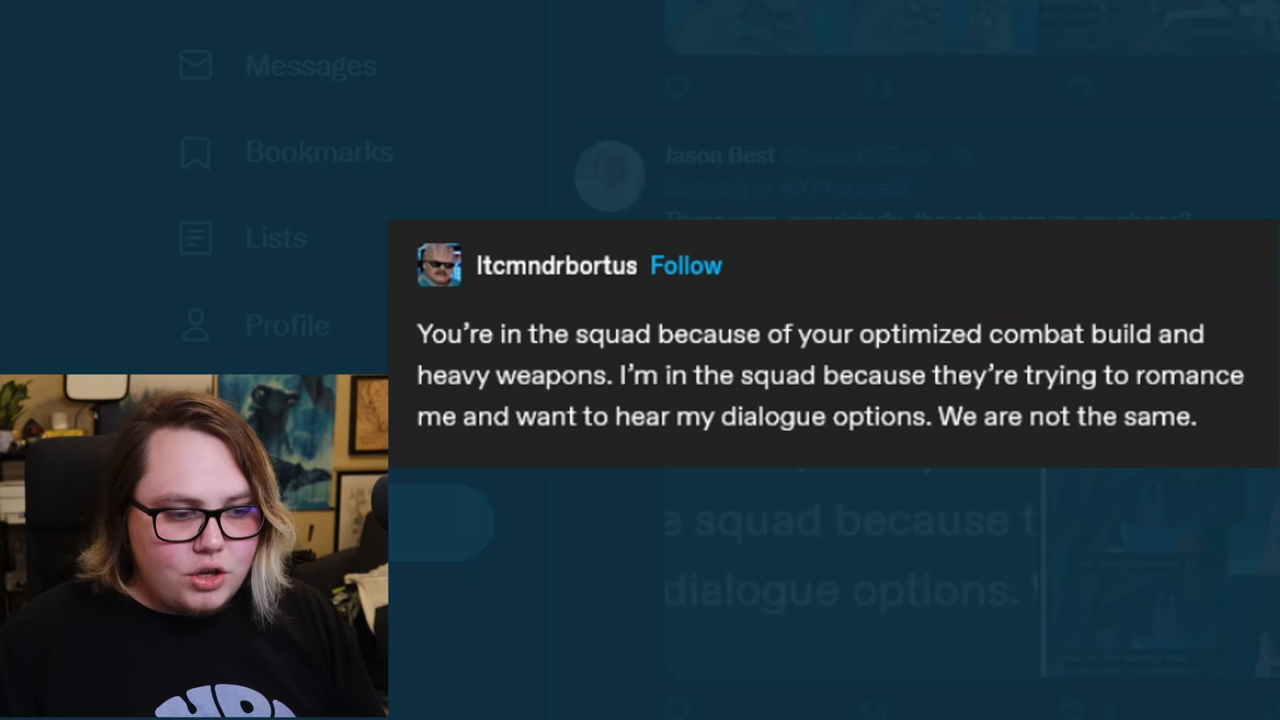 Messages
Bookmarks
Lists
Profile
Jason Best
ltcmndrbortus Follow
You’re in the squad because of your optimized combat build and
heavy weapons. I’m in the squad because they’re trying to romance
me and want to hear my dialogue options. We are not the same.
squad because
dialogue options.